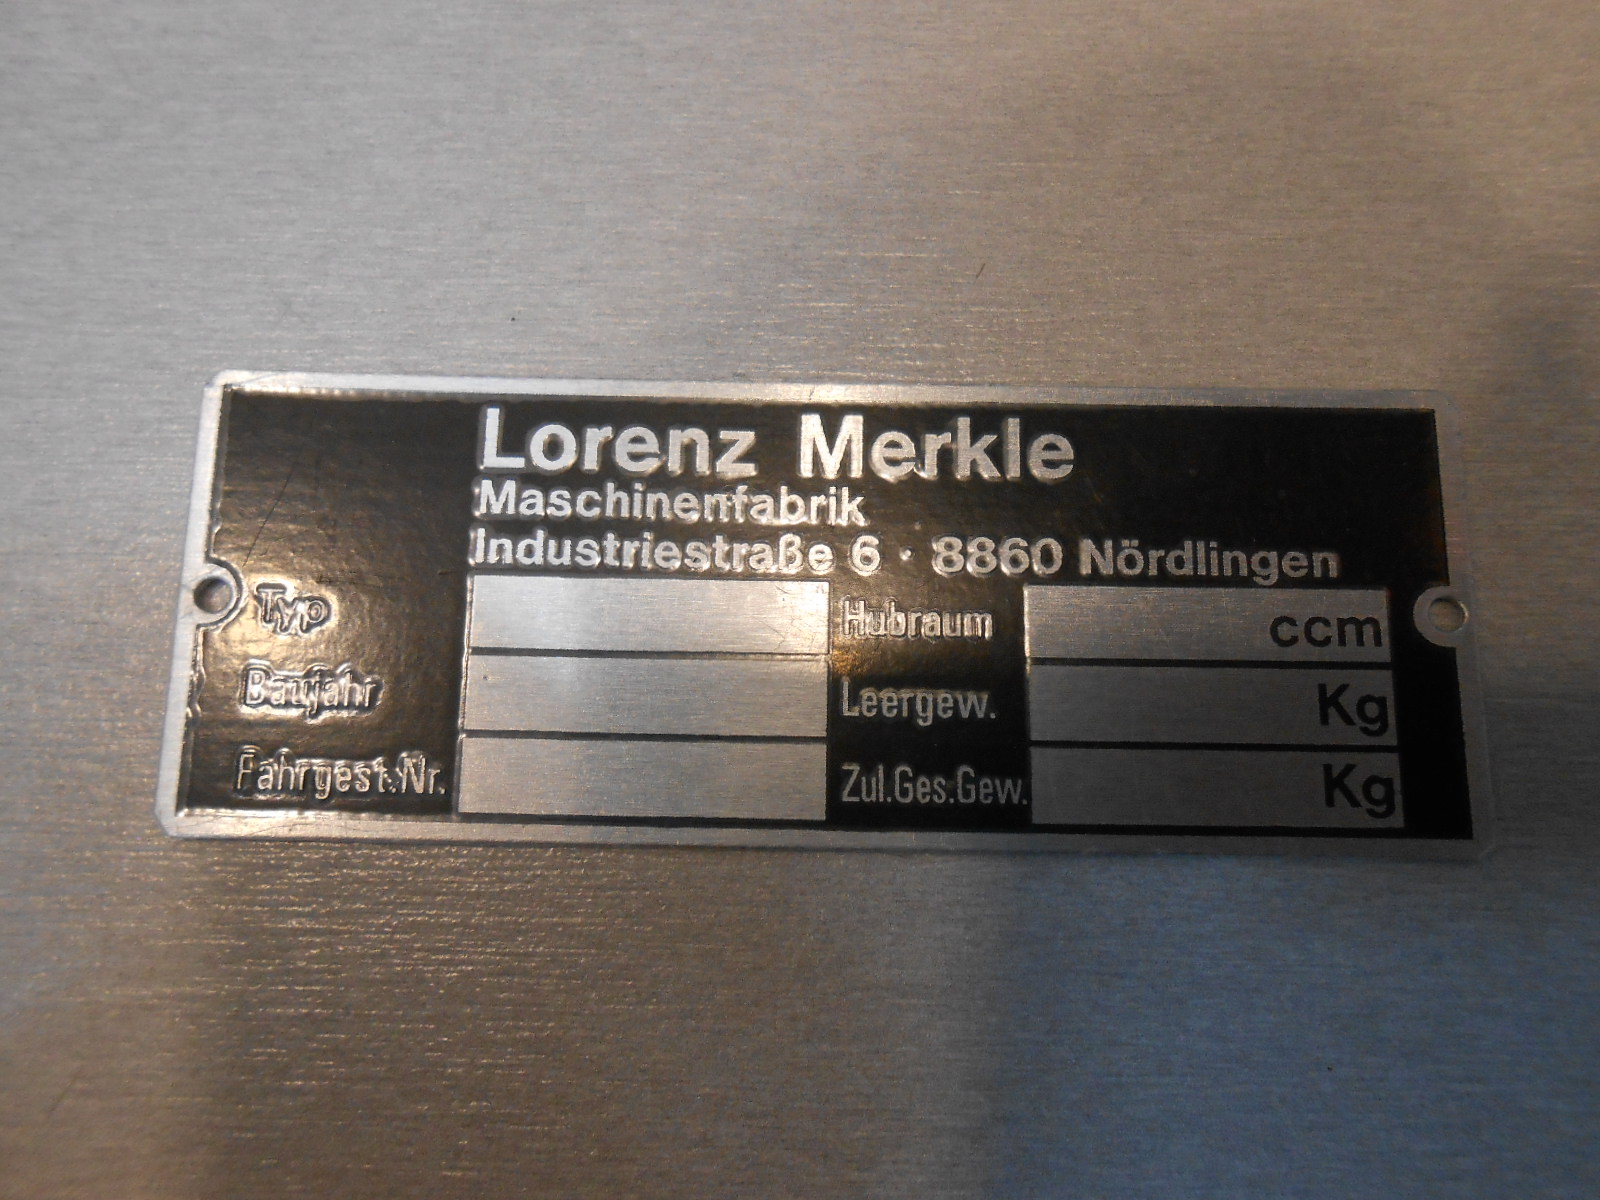 Lorenz Merkle
Maschinenfabrik
Industriestraße 6 · 8860 Nördlingen
Typ Hubraum ccm
Baujahr Leergew. Kg
Fahrgest.Nr. Zul.Ges.Gew. Kg